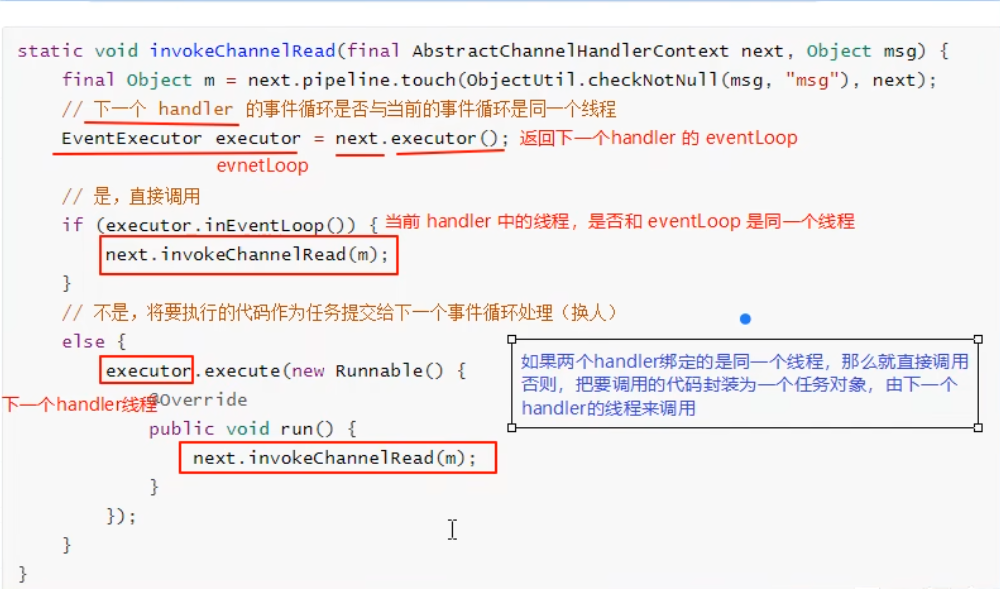 static void invokeChannelRead(final AbstractChannelHandlerContext next, Object msg) {
final Object m = next.pipeline.touch(ObjectUtil.checkNotNull(msg, "msg"), next);
// 下一个 handler 的事件循环是否与当前的事件循环是同一个线程
EventExecutor executor = next.executor(); 返回下一个handler 的 eventLoop
evnetLoop
// 是，直接调用
if (executor.inEventLoop()) { 当前 handler 中的线程，是否和 eventLoop 是同一个线程
next.invokeChannelRead(m);
}
// 不是，将要执行的代码作为任务提交给下一个事件循环处理（换人）
else {
executor.execute(new Runnable() {
下一个handler线程 @Override
public void run() {
next.invokeChannelRead(m);
}
});
}
}
如果两个handler绑定的是同一个线程，那么就直接调用
否则，把要调用的代码封装为一个任务对象，由下一个
handler的线程来调用